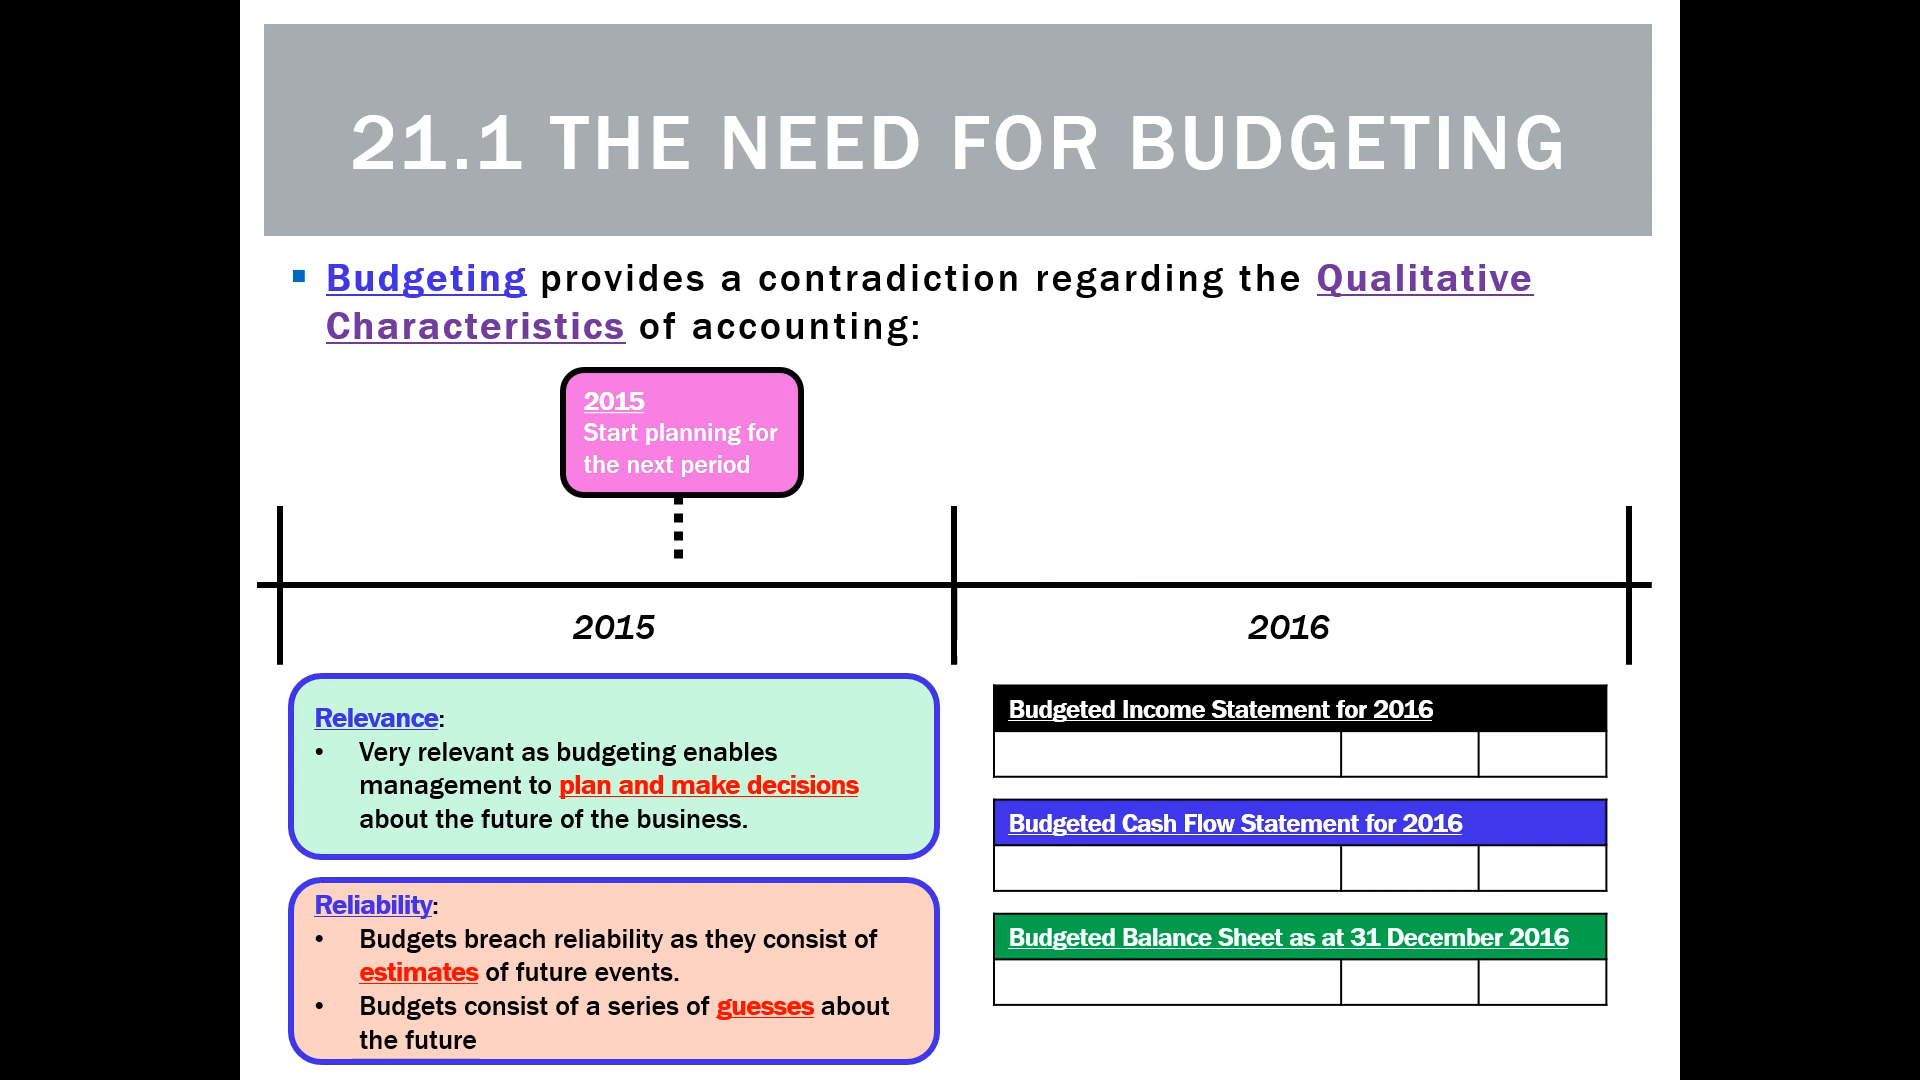 21.1 THE NEED FOR BUDGETING
▪ Budgeting provides a contradiction regarding the Qualitative
Characteristics of accounting:
2015
Start planning for
the next period
2015
2016
Relevance:
• Very relevant as budgeting enables
management to plan and make decisions
about the future of the business.
Reliability:
• Budgets breach reliability as they consist of
estimates of future events.
• Budgets consist of a series of guesses about
the future
Budgeted Income Statement for 2016
Budgeted Cash Flow Statement for 2016
Budgeted Balance Sheet as at 31 December 2016